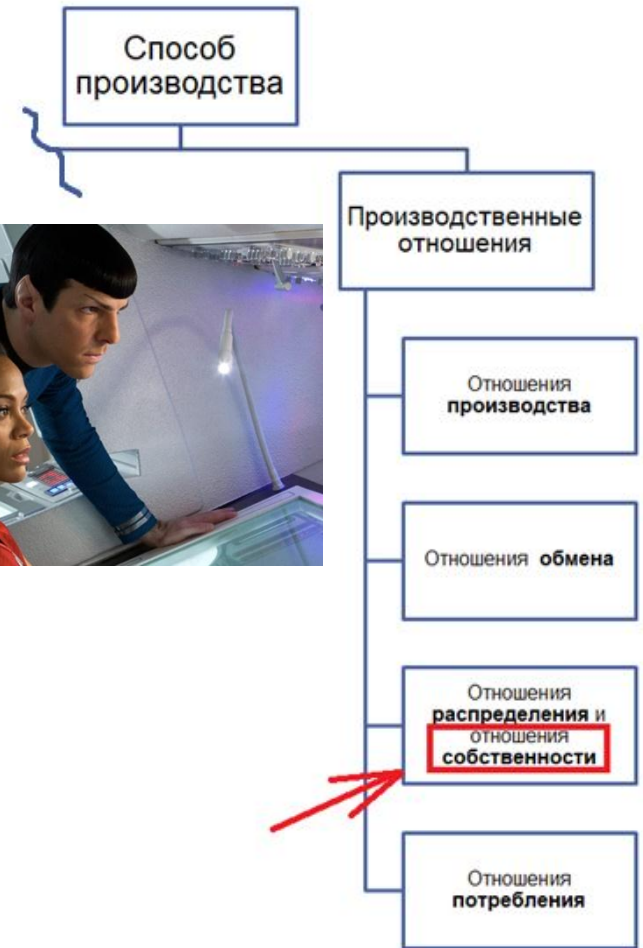 Способ
производства
Производственные
отношения
Отношения
производства
Отношения обмена
Отношения
распределения и
отношения
собственности
Отношения
потребления